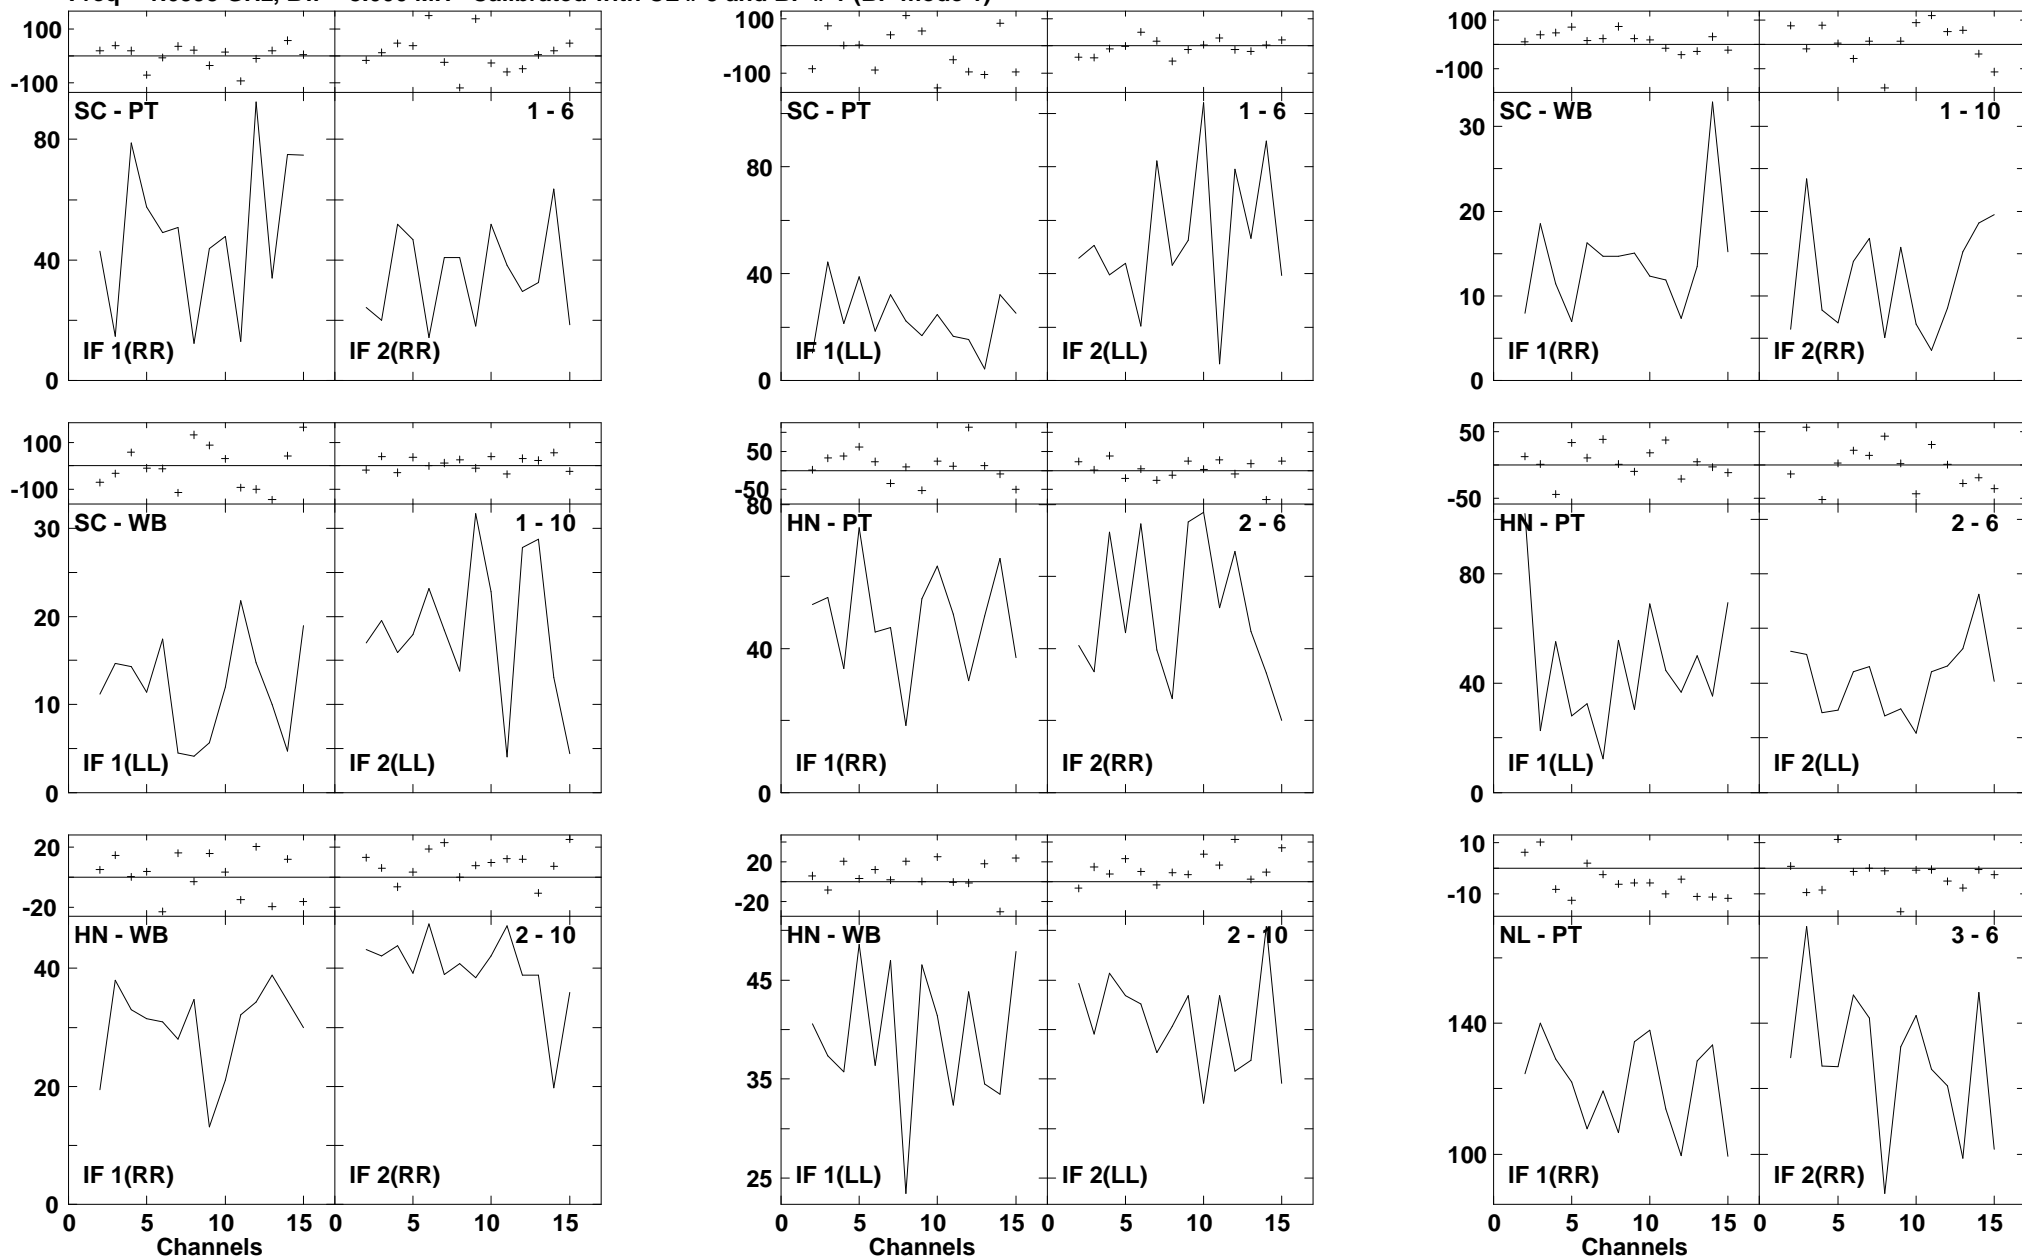 100
-100
SC - PT
1 - 6
80
40
0
IF 1(RR)
IF 2(RR)
100
-100
SC - PT
1 - 6
80
40
0
IF 1(LL)
IF 2(LL)
100
-100
SC - WB
1 - 10
30
20
10
0
IF 1(RR)
IF 2(RR)
100
-100
SC - WB
1 - 10
30
20
10
0
IF 1(LL)
IF 2(LL)
50
-50
80
HN - PT
2 - 6
40
0
IF 1(RR)
IF 2(RR)
50
-50
HN - PT
2 - 6
80
40
0
IF 1(LL)
IF 2(LL)
20
-20
HN - WB
2 - 10
40
20
0
IF 1(RR)
IF 2(RR)
0 5 10 15 0 5 10 15
Channels
20
-20
HN - WB
2 - 10
45
35
25
IF 1(LL)
IF 2(LL)
0 5 10 15 0 5 10 15
Channels
10
-10
NL - PT
3 - 6
140
100
IF 1(RR)
IF 2(RR)
0 5 10 15 0 5 10 15
Channels